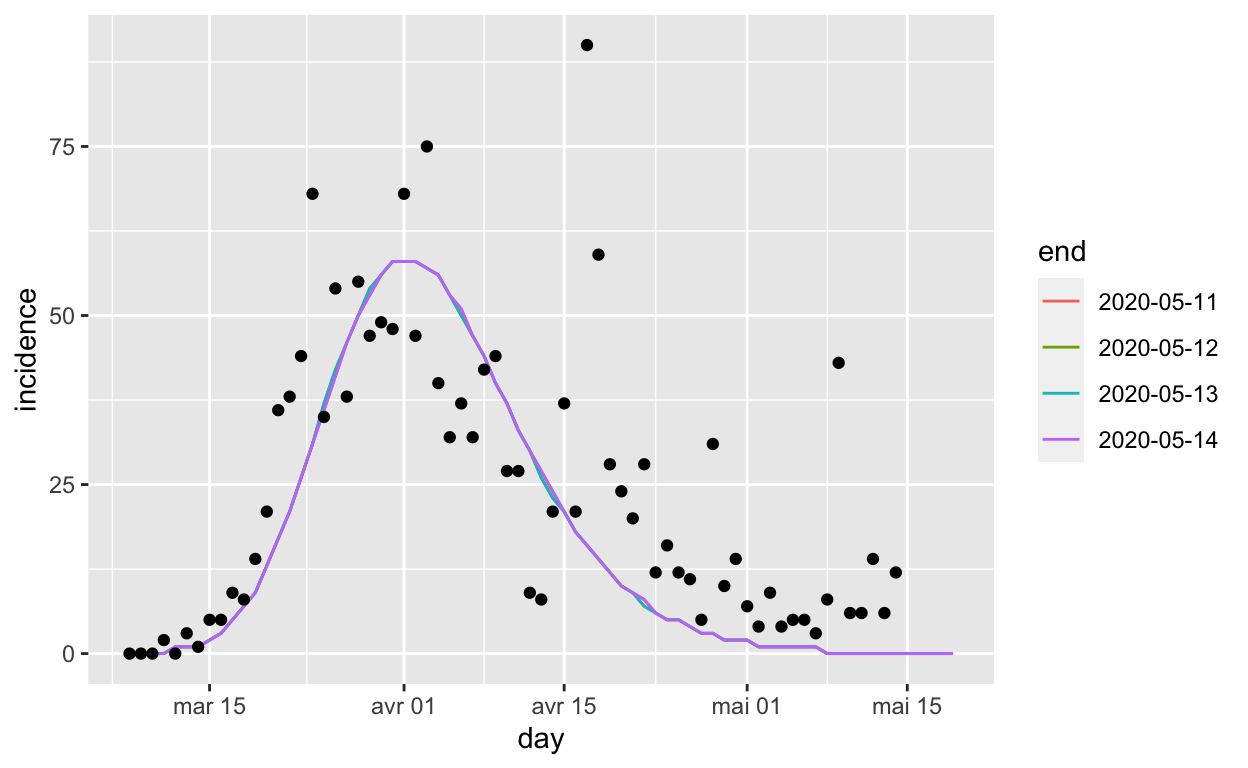 incidence
75
50
25
0
mar 15
avr 01
avr 15
mai 01
mai 15
day
end
2020-05-11
2020-05-12
2020-05-13
2020-05-14